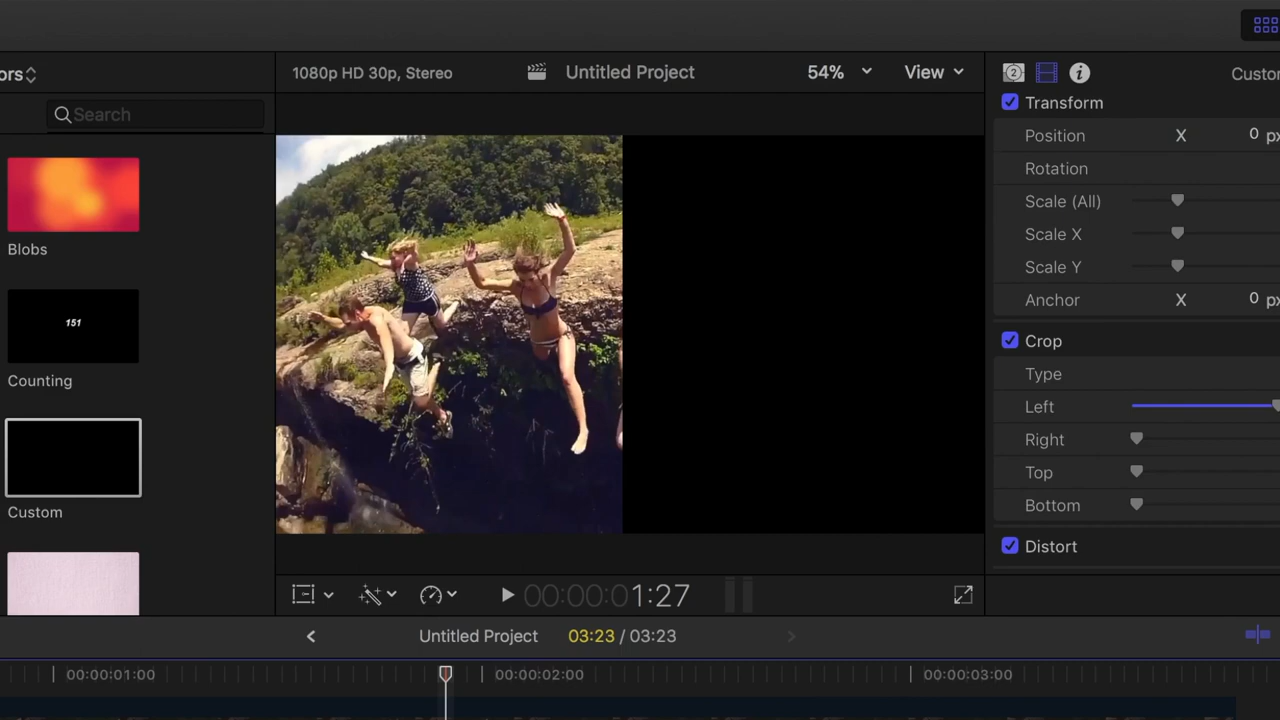 ors
1080p HD 30p, Stereo
Untitled Project
54%
View
2
Search
Blobs
151
Counting
Custom
Transform
Position X 0 px
Rotation
Scale (All)
Scale X
Scale Y
Anchor X 0 px
Crop
Type
Left
Right
Top
Bottom
Distort
00:00:01:27
Untitled Project
03:23 / 03:23
00:00:01:00
00:00:02:00
00:00:03:00